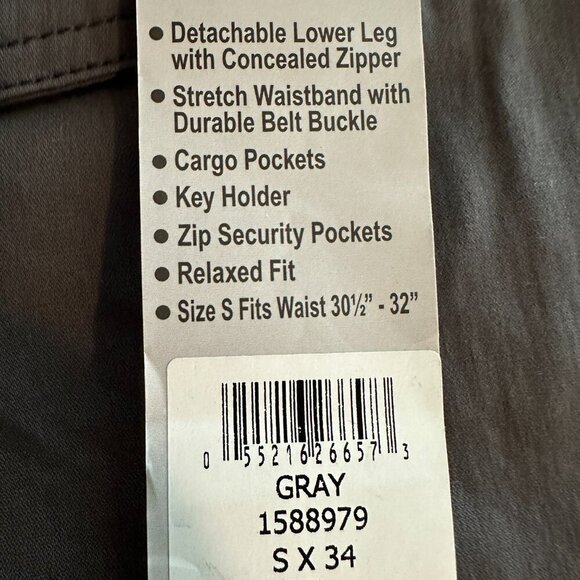 • Detachable Lower Leg
with Concealed Zipper
• Stretch Waistband with
Durable Belt Buckle
• Cargo Pockets
• Key Holder
• Zip Security Pockets
• Relaxed Fit
• Size S Fits Waist 30½” - 32”
0 55216 26657 3
GRAY
1588979
S X 34